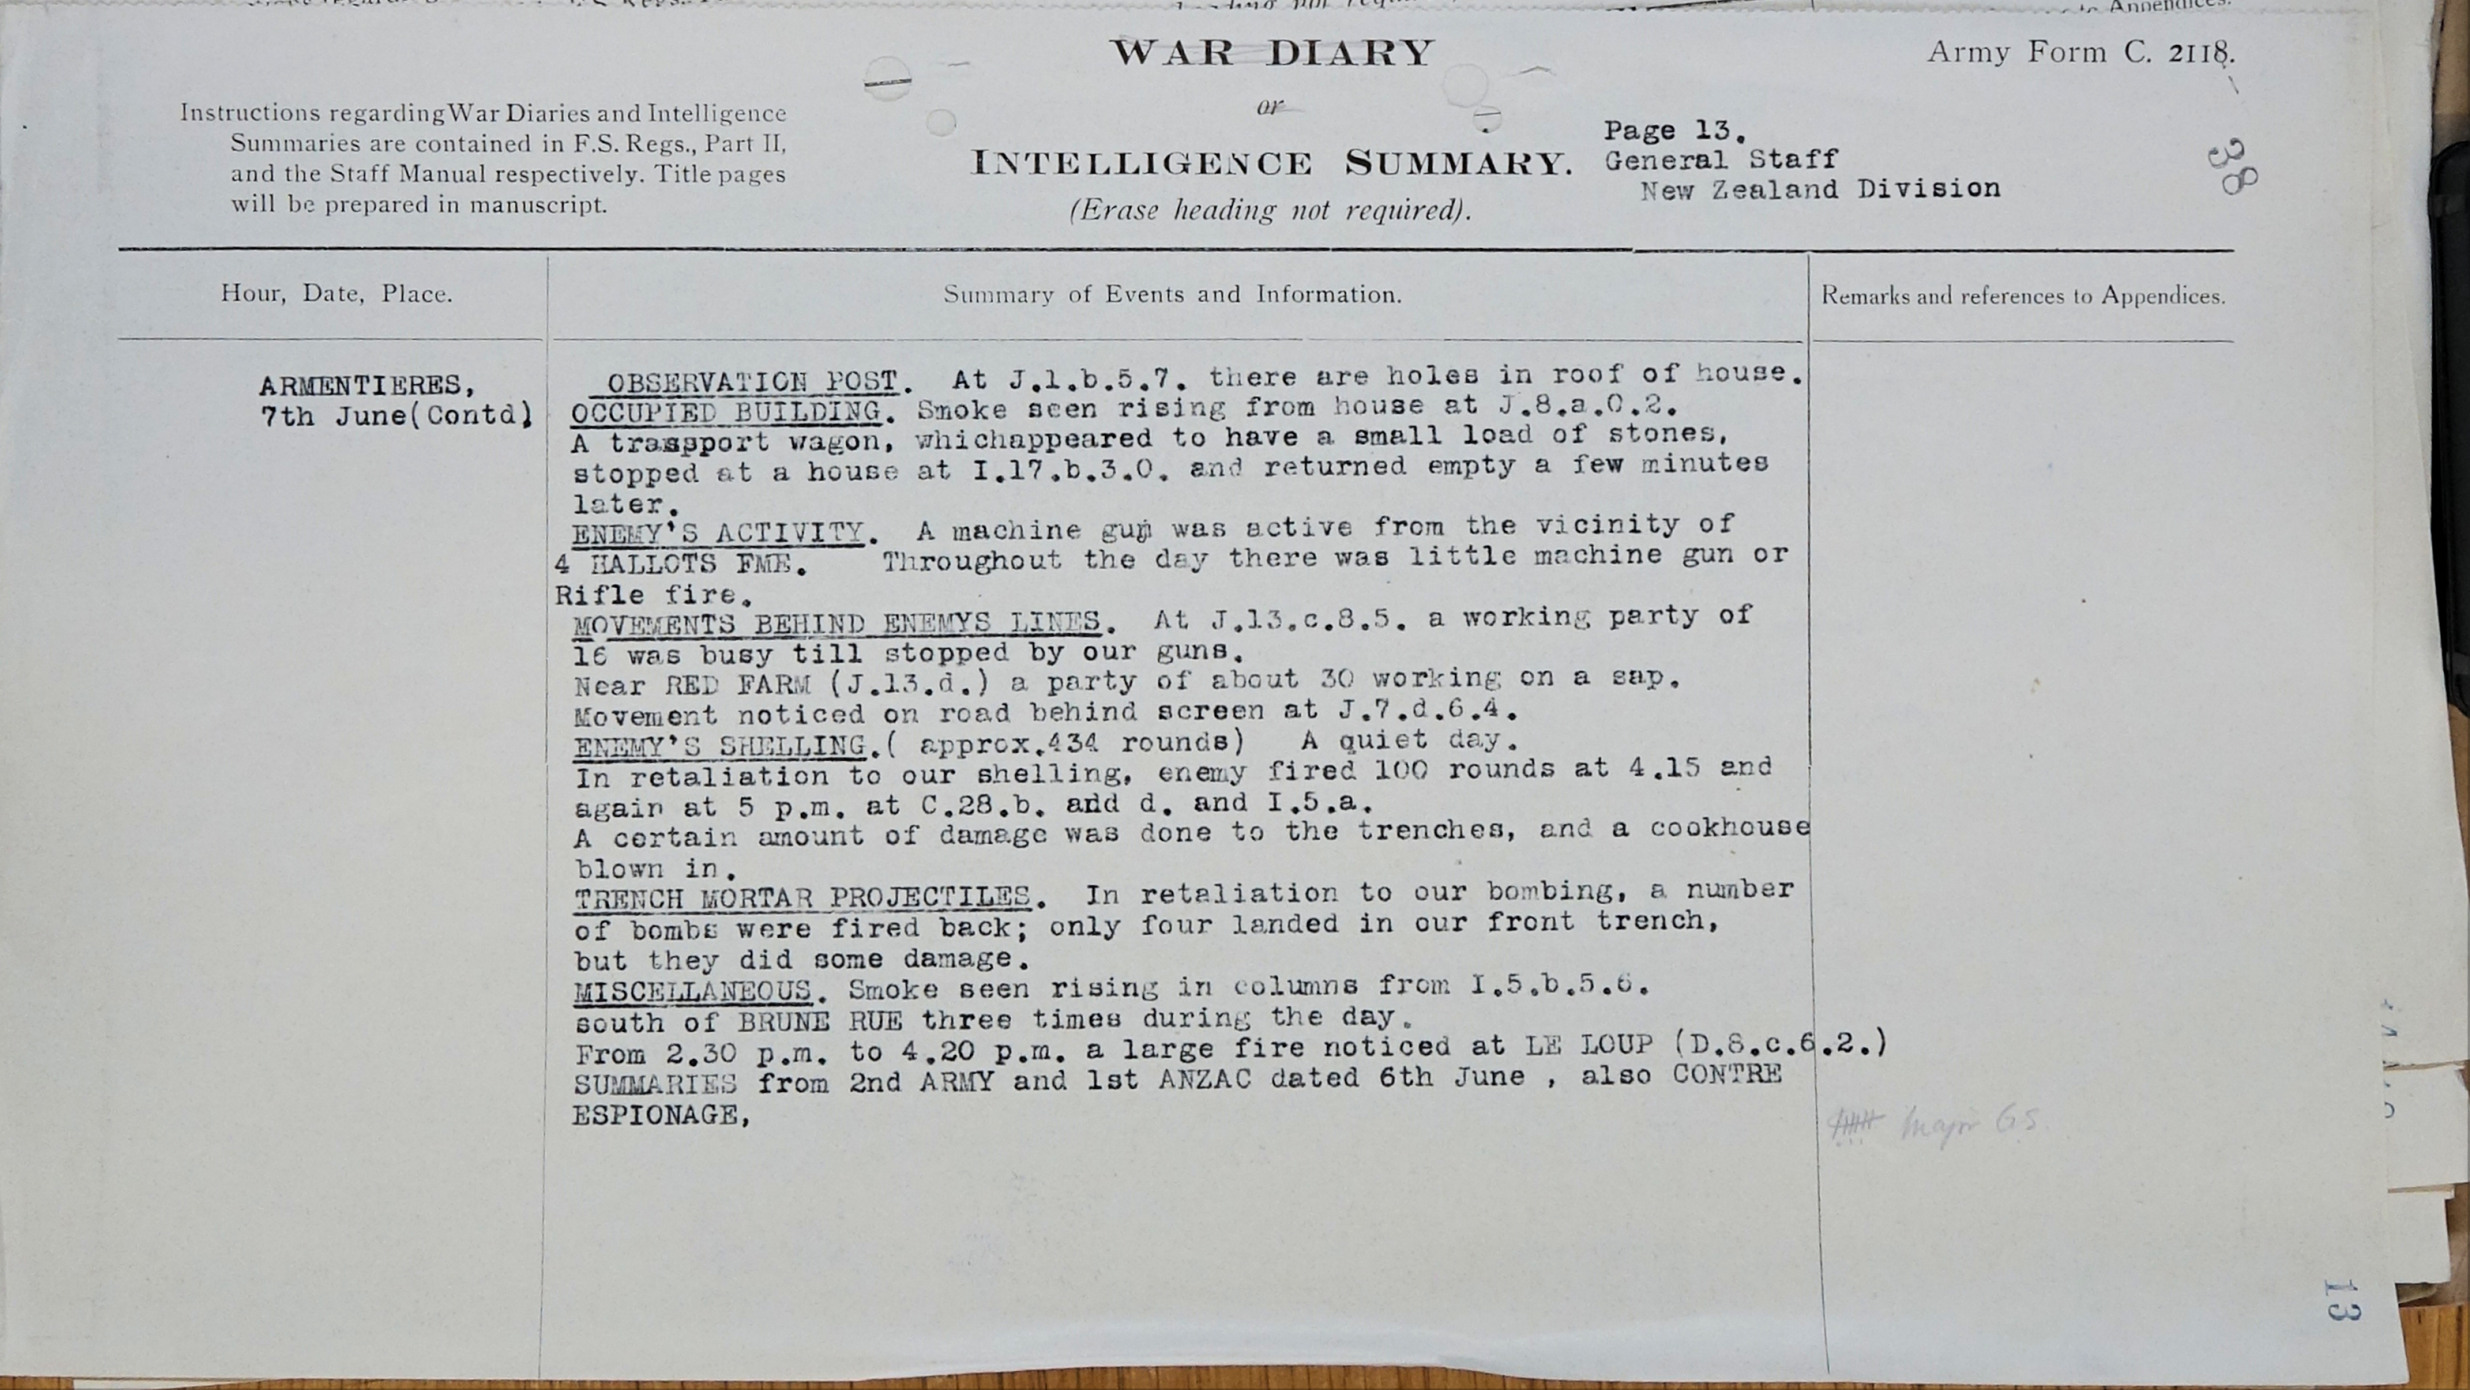 WAR DIARY
or
INTELLIGENCE SUMMARY.
(Erase heading not required).
Army Form C. 2118.
Instructions regarding War Diaries and Intelligence
Summaries are contained in F.S. Regs., Part II,
and the Staff Manual respectively. Title pages
will be prepared in manuscript.
Page 13.
General Staff
New Zealand Division
38
Hour, Date, Place.
Summary of Events and Information.
Remarks and references to Appendices.
ARMENTIERES,
7th June(Contd)
OBSERVATION POST. At J.1.b.5.7. there are holes in roof of house.
OCCUPIED BUILDING. Smoke seen rising from house at J.8.a.0.2.
A trasport wagon, whichappeared to have a small load of stones,
stopped at a house at I.17.b.3.0. and returned empty a few minutes
later.
ENEMY'S ACTIVITY. A machine gun was active from the vicinity of
4 HALLOTS FME. Throughout the day there was little machine gun or
Rifle fire.
MOVEMENTS BEHIND ENEMYS LINES. At J.13.c.8.5. a working party of
16 was busy till stopped by our guns.
Near RED FARM (J.13.d.) a party of about 30 working on a sap.
Movement noticed on road behind screen at J.7.d.6.4.
ENEMY'S SHELLING.( approx.434 rounds) A quiet day.
In retaliation to our shelling, enemy fired 100 rounds at 4.15 and
again at 5 p.m. at C.28.b. add d. and I.5.a.
A certain amount of damage was done to the trenches, and a cookhouse
blown in.
TRENCH MORTAR PROJECTILES. In retaliation to our bombing, a number
of bombs were fired back; only four landed in our front trench,
but they did some damage.
MISCELLANEOUS. Smoke seen rising in columns from I.5.b.5.6.
south of BRUNE RUE three times during the day.
From 2.30 p.m. to 4.20 p.m. a large fire noticed at LE LOUP (D.8.c.6.2.)
SUMMARIES from 2nd ARMY and 1st ANZAC dated 6th June , also CONTRE
ESPIONAGE,
Major GS
13